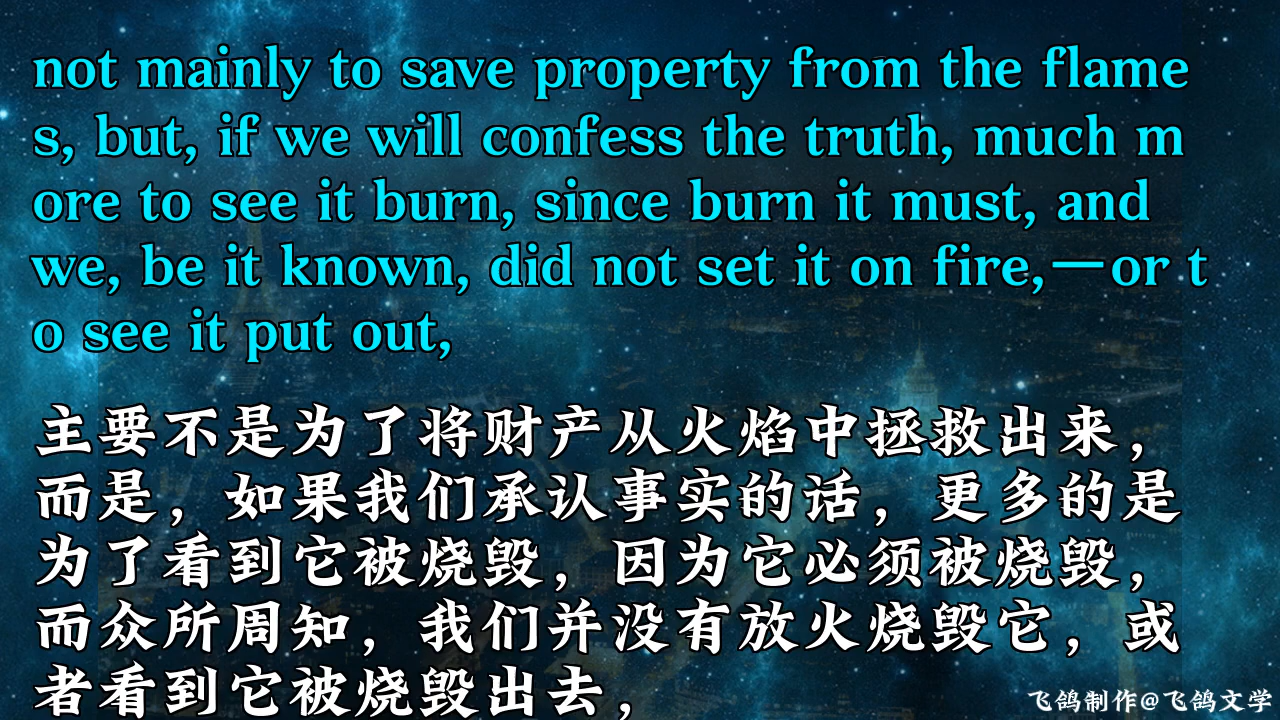 not mainly to save property from the flame
s, but, if we will confess the truth, much m
ore to see it burn, since burn it must, and
we, be it known, did not set it on fire,—or t
o see it put out,
主要不是为了将财产从火焰中拯救出来，
而是，如果我们承认事实的话，更多的是
为了看到它被烧毁，因为它必须被烧毁，
而众所周知，我们并没有放火烧毁它，或
者看到它被烧毁出去，
飞鸽制作@飞鸽文学